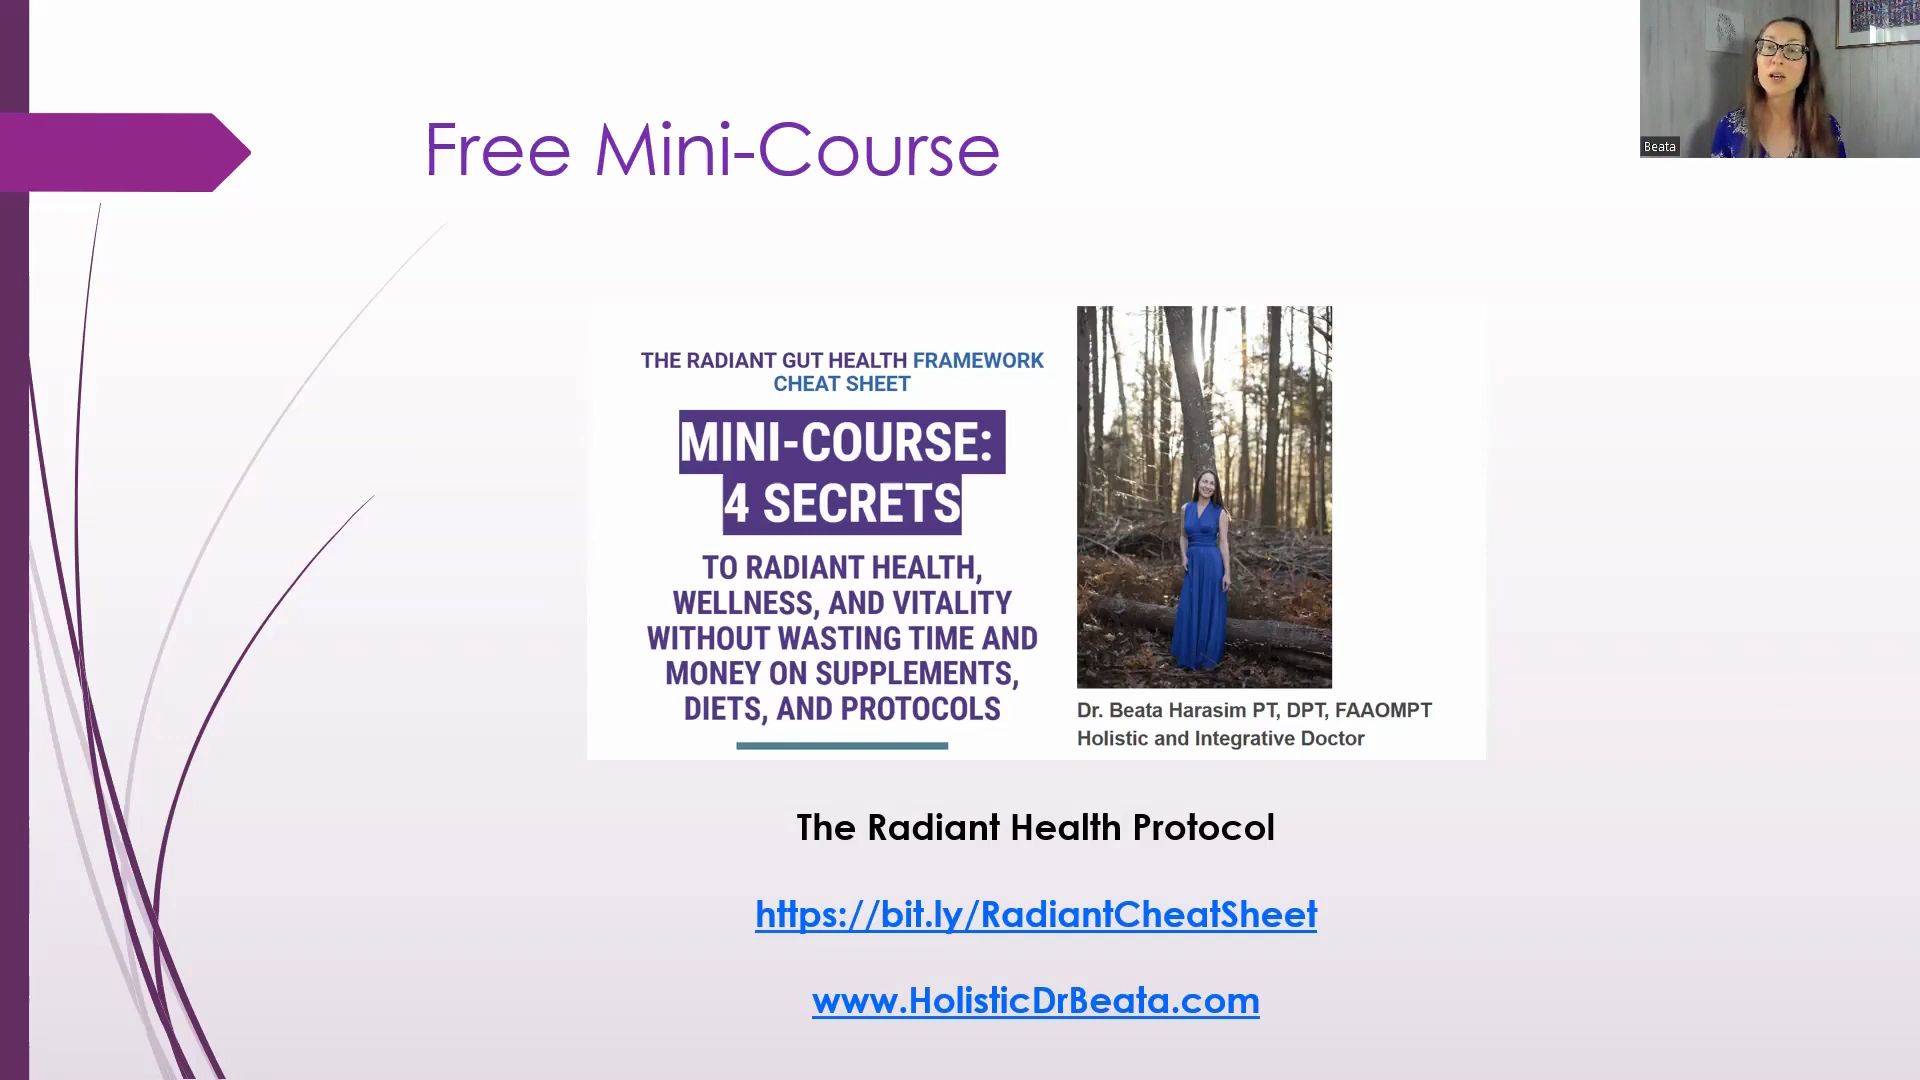 Free Mini-Course
Beata
THE RADIANT GUT HEALTH FRAMEWORK
CHEAT SHEET
MINI-COURSE:
4 SECRETS
TO RADIANT HEALTH,
WELLNESS, AND VITALITY
WITHOUT WASTING TIME AND
MONEY ON SUPPLEMENTS,
DIETS, AND PROTOCOLS
Dr. Beata Harasim PT, DPT, FAAOMPT
Holistic and Integrative Doctor
The Radiant Health Protocol
https://bit.ly/RadiantCheatSheet
www.HolisticDrBeata.com